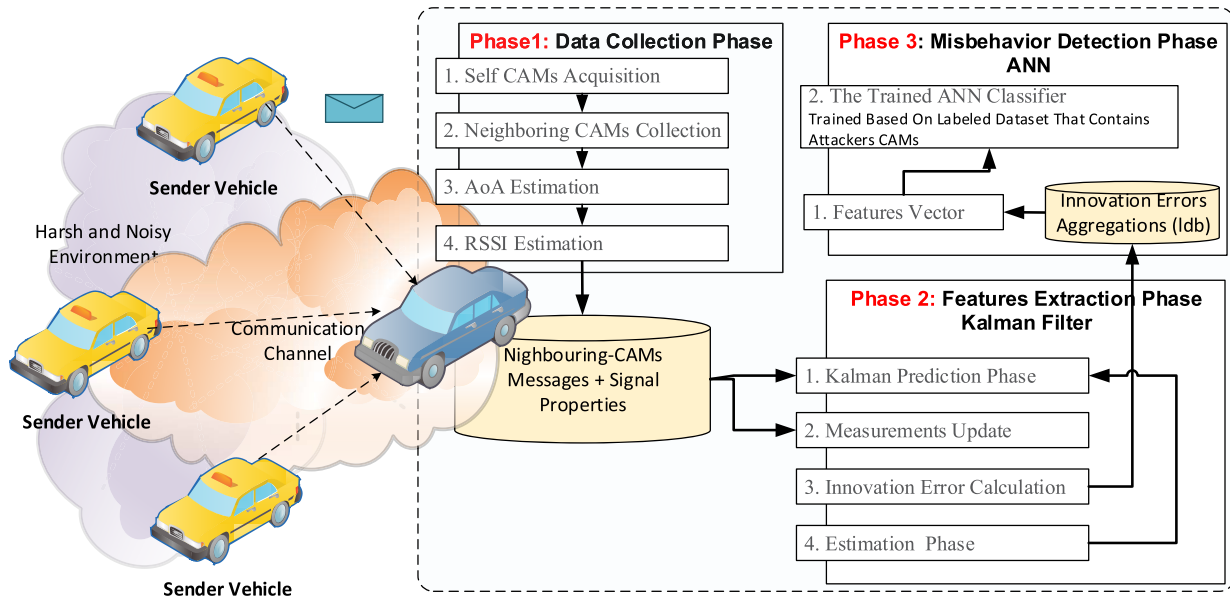 Sender Vehicle
Harsh and Noisy
Environment
Communication
Channel
Sender Vehicle
Sender Vehicle
Phase1: Data Collection Phase
1. Self CAMs Acquisition
2. Neighboring CAMs Collection
3. AoA Estimation
4. RSSI Estimation
Nighbouring-CAMs
Messages + Signal
Properties
Phase 3: Misbehavior Detection Phase
ANN
2. The Trained ANN Classifier
Trained Based On Labeled Dataset That Contains
Attackers CAMs
1. Features Vector
Innovation Errors
Aggregations (ldb)
Phase 2: Features Extraction Phase
Kalman Filter
1. Kalman Prediction Phase
2. Measurements Update
3. Innovation Error Calculation
4. Estimation  Phase